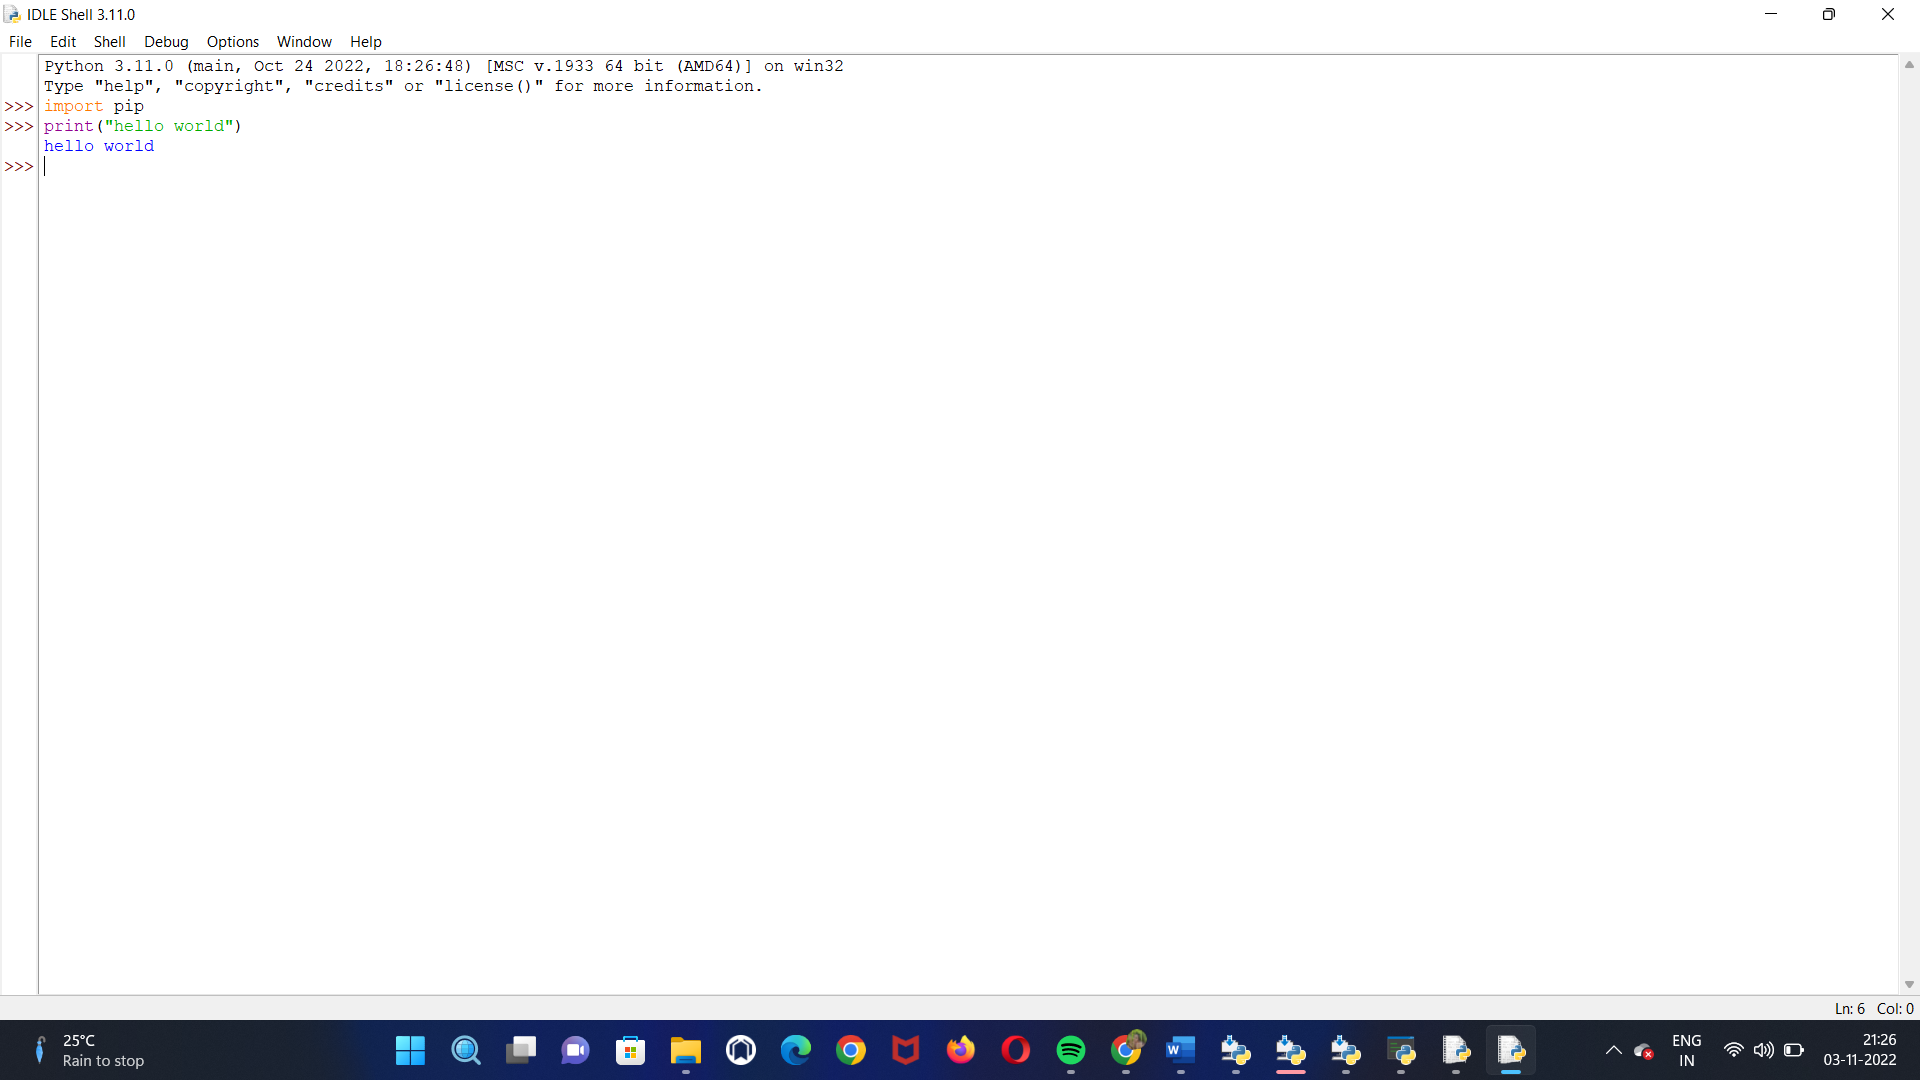 IDLE Shell 3.11.0
File Edit Shell Debug Options Window Help
Python 3.11.0 (main, Oct 24 2022, 18:26:48) [MSC v.1933 64 bit (AMD64)] on win32
Type "help", "copyright", "credits" or "license()" for more information.
>>> import pip
>>> print("hello world")
hello world
>>>
Ln: 6 Col: 0
25°C
Rain to stop
W
ENG
IN
21:26
03-11-2022